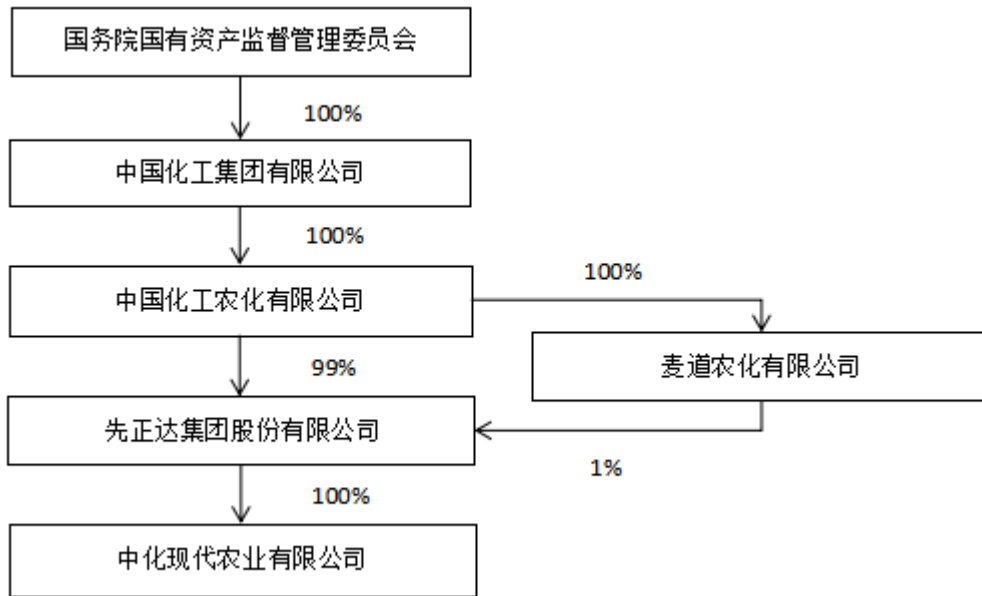 国务院国有资产监督管理委员会
100%
中国化工集团有限公司
100%
中国化工农化有限公司
100%
99%
麦道农化有限公司
先正达集团股份有限公司
1%
100%
中化现代农业有限公司